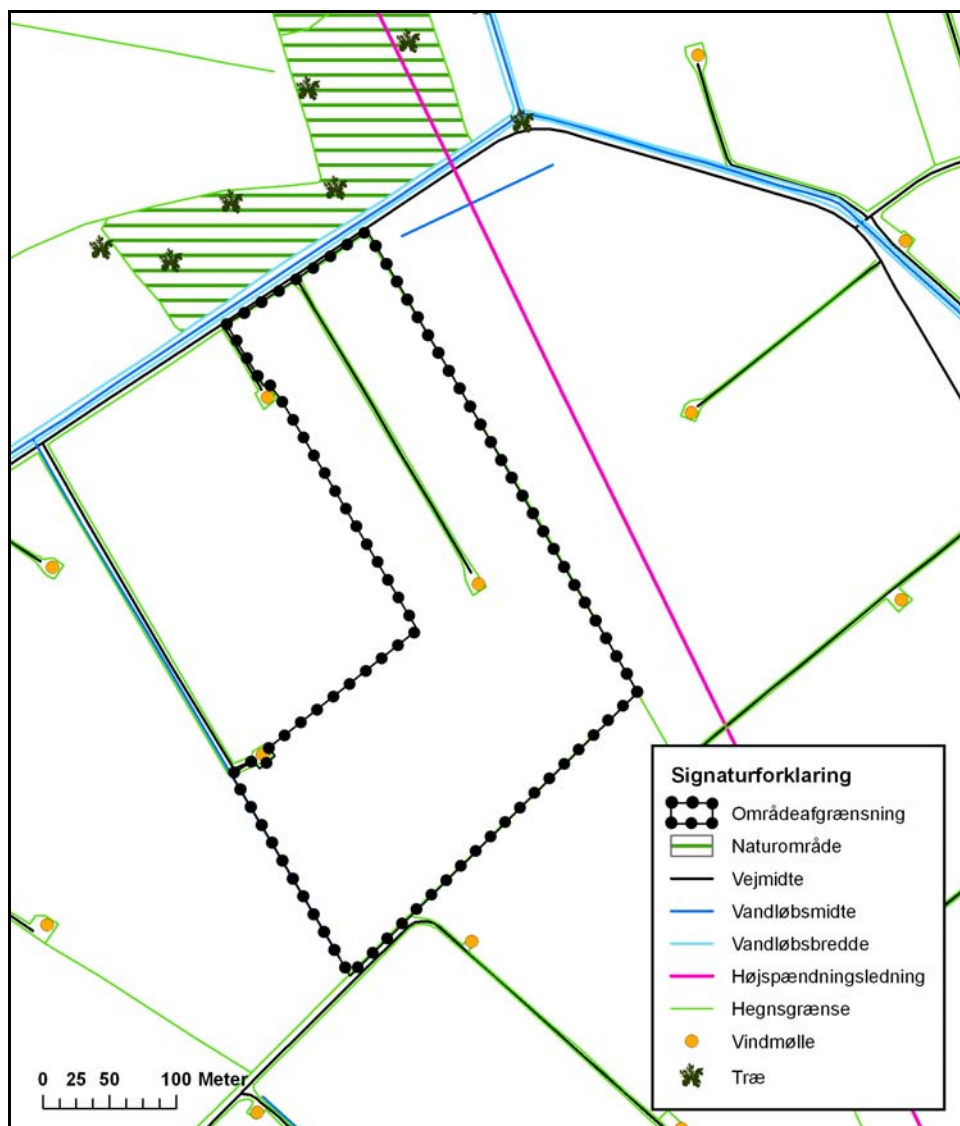 Signaturforklaring
Områdeafgrænsning
Naturområde
Vejmidte
Vandløbsmidte
Vandløbsbredde
Højspændningsledning
Hegnsgrænse
Vindmølle
Træ
0 25 50 100 Meter